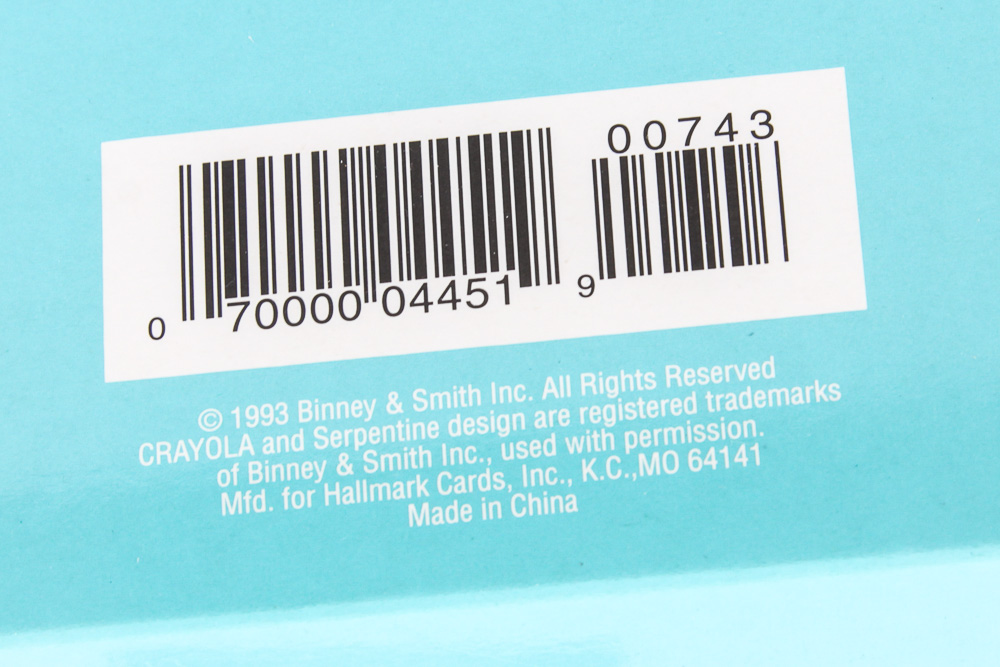 00743
0 70000 04451 9
© 1993 Binney & Smith Inc. All Rights Reserved
CRAYOLA and Serpentine design are registered trademarks
of Binney & Smith Inc., used with permission.
Mfd. for Hallmark Cards, Inc., K.C.,MO 64141
Made in China